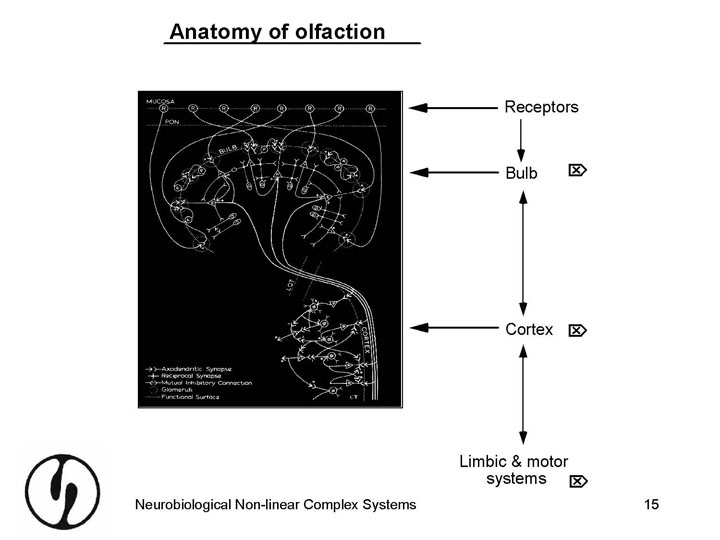 Anatomy of olfaction
MUCOSA
R R R R R R R R
PON
BULB
LOT
CORTEX
Axodendritic Synapse
Reciprocal Synapse
Mutual Inhibitory Connection
Glomeruli
Functional Surface
Receptors
Bulb
Cortex
Limbic & motor
systems
Neurobiological Non-linear Complex Systems
15